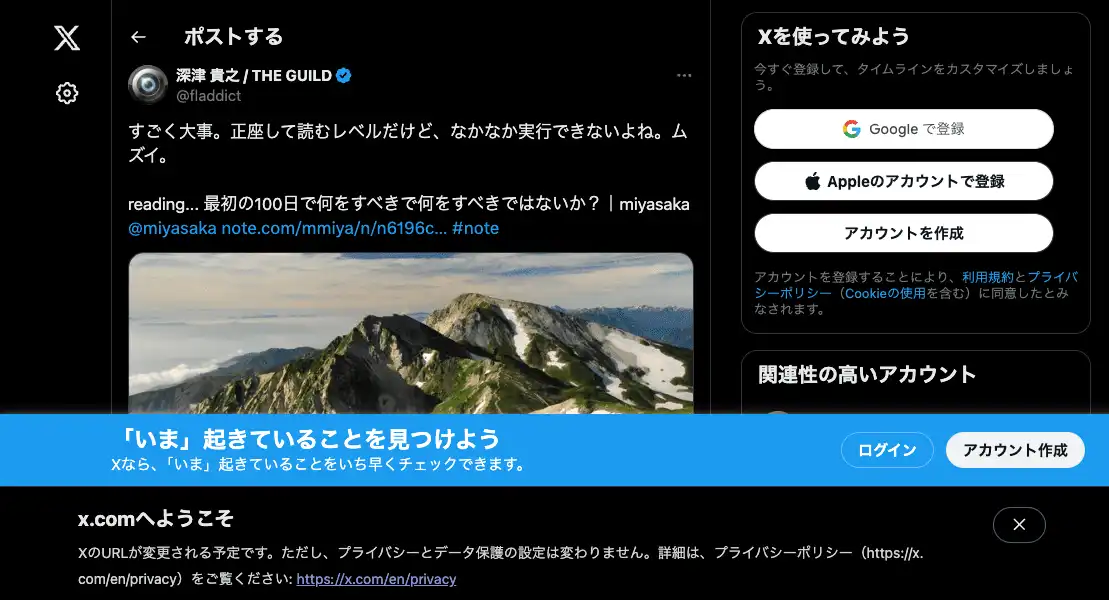 ポストする
深津 貴之 / THE GUILD
@fladdict
すごく大事。正座して読むレベルだけど、なかなか実行できないよね。ム
ズイ。
reading... 最初の100日で何をすべきで何をすべきではないか？｜miyasaka
@miyasaka note.com/mmiya/n/n6196c... #note
Xを使ってみよう
今すぐ登録して、タイムラインをカスタマイズしましょ
う。
Google で登録
Appleのアカウントで登録
アカウントを作成
アカウントを登録することにより、利用規約とプライバ
シーポリシー（Cookieの使用を含む）に同意したとみ
なされます。
関連性の高いアカウント
「いま」起きていることを見つけよう
Xなら、「いま」起きていることをいち早くチェックできます。
ログイン
アカウント作成
x.comへようこそ
XのURLが変更される予定です。ただし、プライバシーとデータ保護の設定は変わりません。詳細は、プライバシーポリシー（https://x.
com/en/privacy）をご覧ください: https://x.com/en/privacy